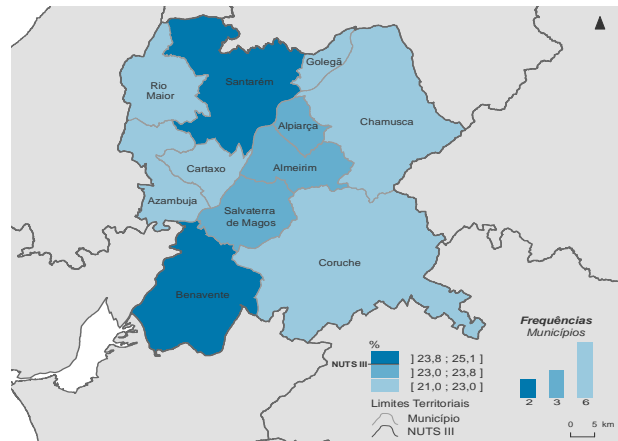 Golegã
Rio
Maior
Santarém
Chamusca
Alpiarça
Cartaxo
Almeirim
Azambuja
Salvaterra
de Magos
Coruche
Benavente
Frequências
Municípios
2 3 6
%
NUTS III
] 23,8 ; 25,1 ]
] 23,0 ; 23,8 ]
[ 21,0 ; 23,0 ]
Limites Territoriais
Município
NUTS III
0 5 km